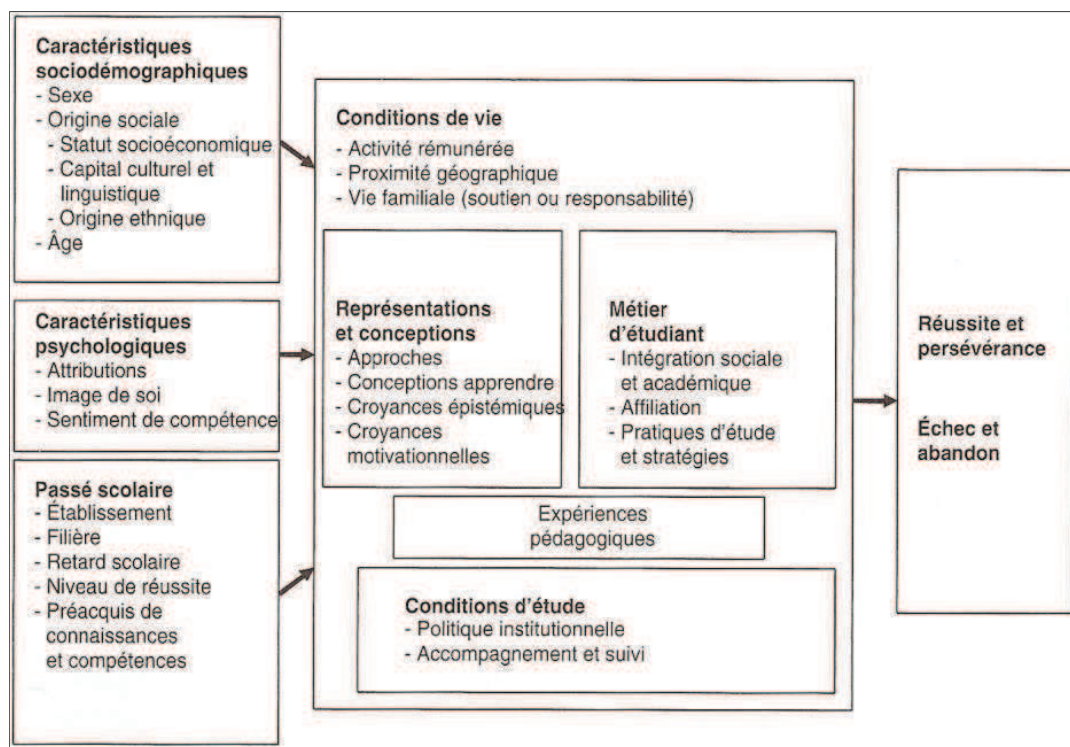 Caractéristiques
sociodémographiques
- Sexe
- Origine sociale
- Statut socioéconomique
- Capital culturel et
linguistique
- Origine ethnique
- Âge
Caractéristiques
psychologiques
- Attributions
- Image de soi
- Sentiment de compétence
Passé scolaire
- Établissement
- Filière
- Retard scolaire
- Niveau de réussite
- Préacquis de
connaissances
et compétences
Conditions de vie
- Activité rémunérée
- Proximité géographique
- Vie familiale (soutien ou responsabilité)
Représentations
et conceptions
- Approches
- Conceptions apprendre
- Croyances épistémiques
- Croyances
motivationnelles
Métier
d'étudiant
- Intégration sociale
et académique
- Affiliation
- Pratiques d'étude
et stratégies
Expériences
pédagogiques
Conditions d'étude
- Politique institutionnelle
- Accompagnement et suivi
Réussite et
persévérance
Échec et
abandon